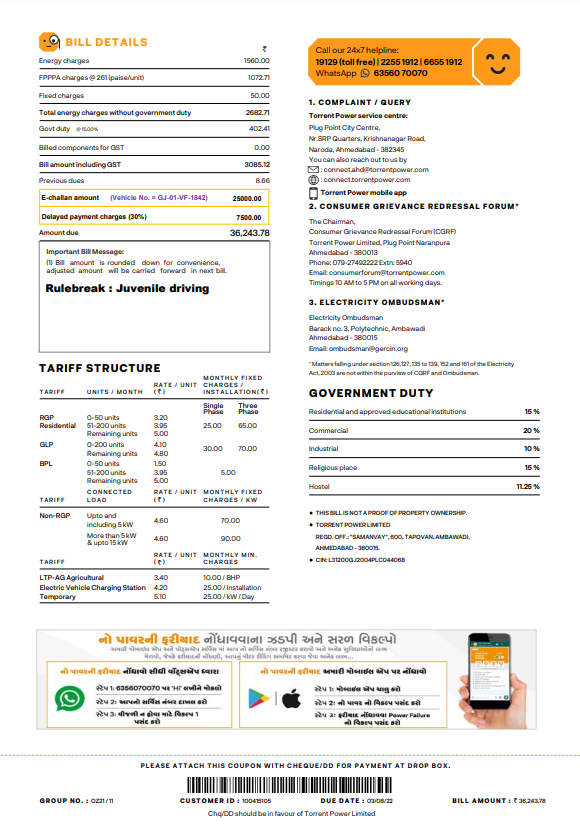 BILL DETAILS
₹
Energy charges 1560.00
FPPPA charges @ 261 (paise/unit) 1072.71
Fixed charges 50.00
Total energy charges without government duty 2682.71
Govt duty @ 15.00% 402.41
Billed components for GST 0.00
Bill amount including GST 3085.12
Previous dues 8.66
E-challan amount (Vehicle No. = GJ-01-VF-1842) 25000.00
Delayed payment charges (30%) 7500.00
Amount due 36,243.78
Important Bill Message:
(1) Bill amount is rounded down for convenience,
adjusted amount will be carried forward in next bill.
Rulebreak : Juvenile driving
TARIFF STRUCTURE
TARIFF UNITS / MONTH RATE / UNIT (₹) MONTHLY FIXED CHARGES / INSTALLATION(₹)
Single Phase Three Phase
RGP 0-50 units 3.20
Residential 51-200 units 3.95 25.00 65.00
Remaining units 5.00
GLP 0-200 units 4.10 30.00 70.00
Remaining units 4.80
BPL 0-50 units 1.50
51-200 units 3.95 5.00
Remaining units 5.00
TARIFF CONNECTED LOAD RATE / UNIT (₹) MONTHLY FIXED CHARGES / KW
Non-RGP Upto and including 5 kW 4.60 70.00
More than 5 kW & upto 15 kW 4.60 90.00
TARIFF RATE / UNIT (₹) MONTHLY MIN. CHARGES
LTP-AG Agricultural 3.40 10.00 / BHP
Electric Vehicle Charging Station 4.20 25.00 / Installation
Temporary 5.10 25.00 / kW / Day
Call our 24x7 helpline:
19129 (toll free) | 2255 1912 | 6655 1912
WhatsApp 63560 70070
1. COMPLAINT / QUERY
Torrent Power service centre:
Plug Point City Centre,
Nr.SRP Quarters, Krishnanagar Road,
Naroda, Ahmedabad - 382345
You can also reach out to us by
: connect.ahd@torrentpower.com
: connect.torrentpower.com
Torrent Power mobile app
2. CONSUMER GRIEVANCE REDRESSAL FORUM*
The Chairman,
Consumer Grievance Redressal Forum (CGRF)
Torrent Power Limited, Plug Point Naranpura
Ahmedabad - 380013
Phone: 079-27492222 Extn: 5940
Email: consumerforum@torrentpower.com
Timings 10 AM to 5 PM on all working days.
3. ELECTRICITY OMBUDSMAN*
Electricity Ombudsman
Barack no. 3, Polytechnic, Ambawadi
Ahmedabad - 380015
Email: ombudsman@gercin.org
*Matters falling under section 126,127, 135 to 139, 152 and 161 of the Electricity
Act, 2003 are not within the purview of CGRF and Ombudsman.
GOVERNMENT DUTY
Residential and approved educational institutions 15 %
Commercial 20 %
Industrial 10 %
Religious place 15 %
Hostel 11.25 %
• THIS BILL IS NOT A PROOF OF PROPERTY OWNERSHIP.
• TORRENT POWER LIMITED
REGD. OFF.: "SAMANVAY", 600, TAPOVAN, AMBAWADI,
AHMEDABAD - 380015.
• CIN: L31200GJ2004PLC044068
નો પાવરની ફરીયાદ નોંધાવવાના ઝડપી અને સરળ વિકલ્પો
નો પાવરની ફરીયાદ નોંધાવો સીધી વૉટ્સએપ દ્વારા
સ્ટેપ 1: 6356070070 પર 'Hi' લખીને મોકલો
સ્ટેપ 2: આપનો સર્વિસ નંબર દાખલ કરો
સ્ટેપ 3: વીજળી ન હોવા માટે વિકલ્પ 1
પસંદ કરો
નો પાવરની ફરીયાદ અમારી મોબાઇલ એપ પર નોંધાવો
સ્ટેપ 1: મોબાઇલ એપ ચાલુ કરો
સ્ટેપ 2: નો પાવર નો વિકલ્પ પસંદ કરો
સ્ટેપ 3: ફરીયાદ નોંધાવવા Power Failure
નો વિકલ્પ પસંદ કરો
PLEASE ATTACH THIS COUPON WITH CHEQUE/DD FOR PAYMENT AT DROP BOX.
GROUP NO. : OZ21 / 11 CUSTOMER ID : 100415105 DUE DATE : 03/08/22 BILL AMOUNT : ₹ 36,243.78
Chq/DD should be in favour of Torrent Power Limited